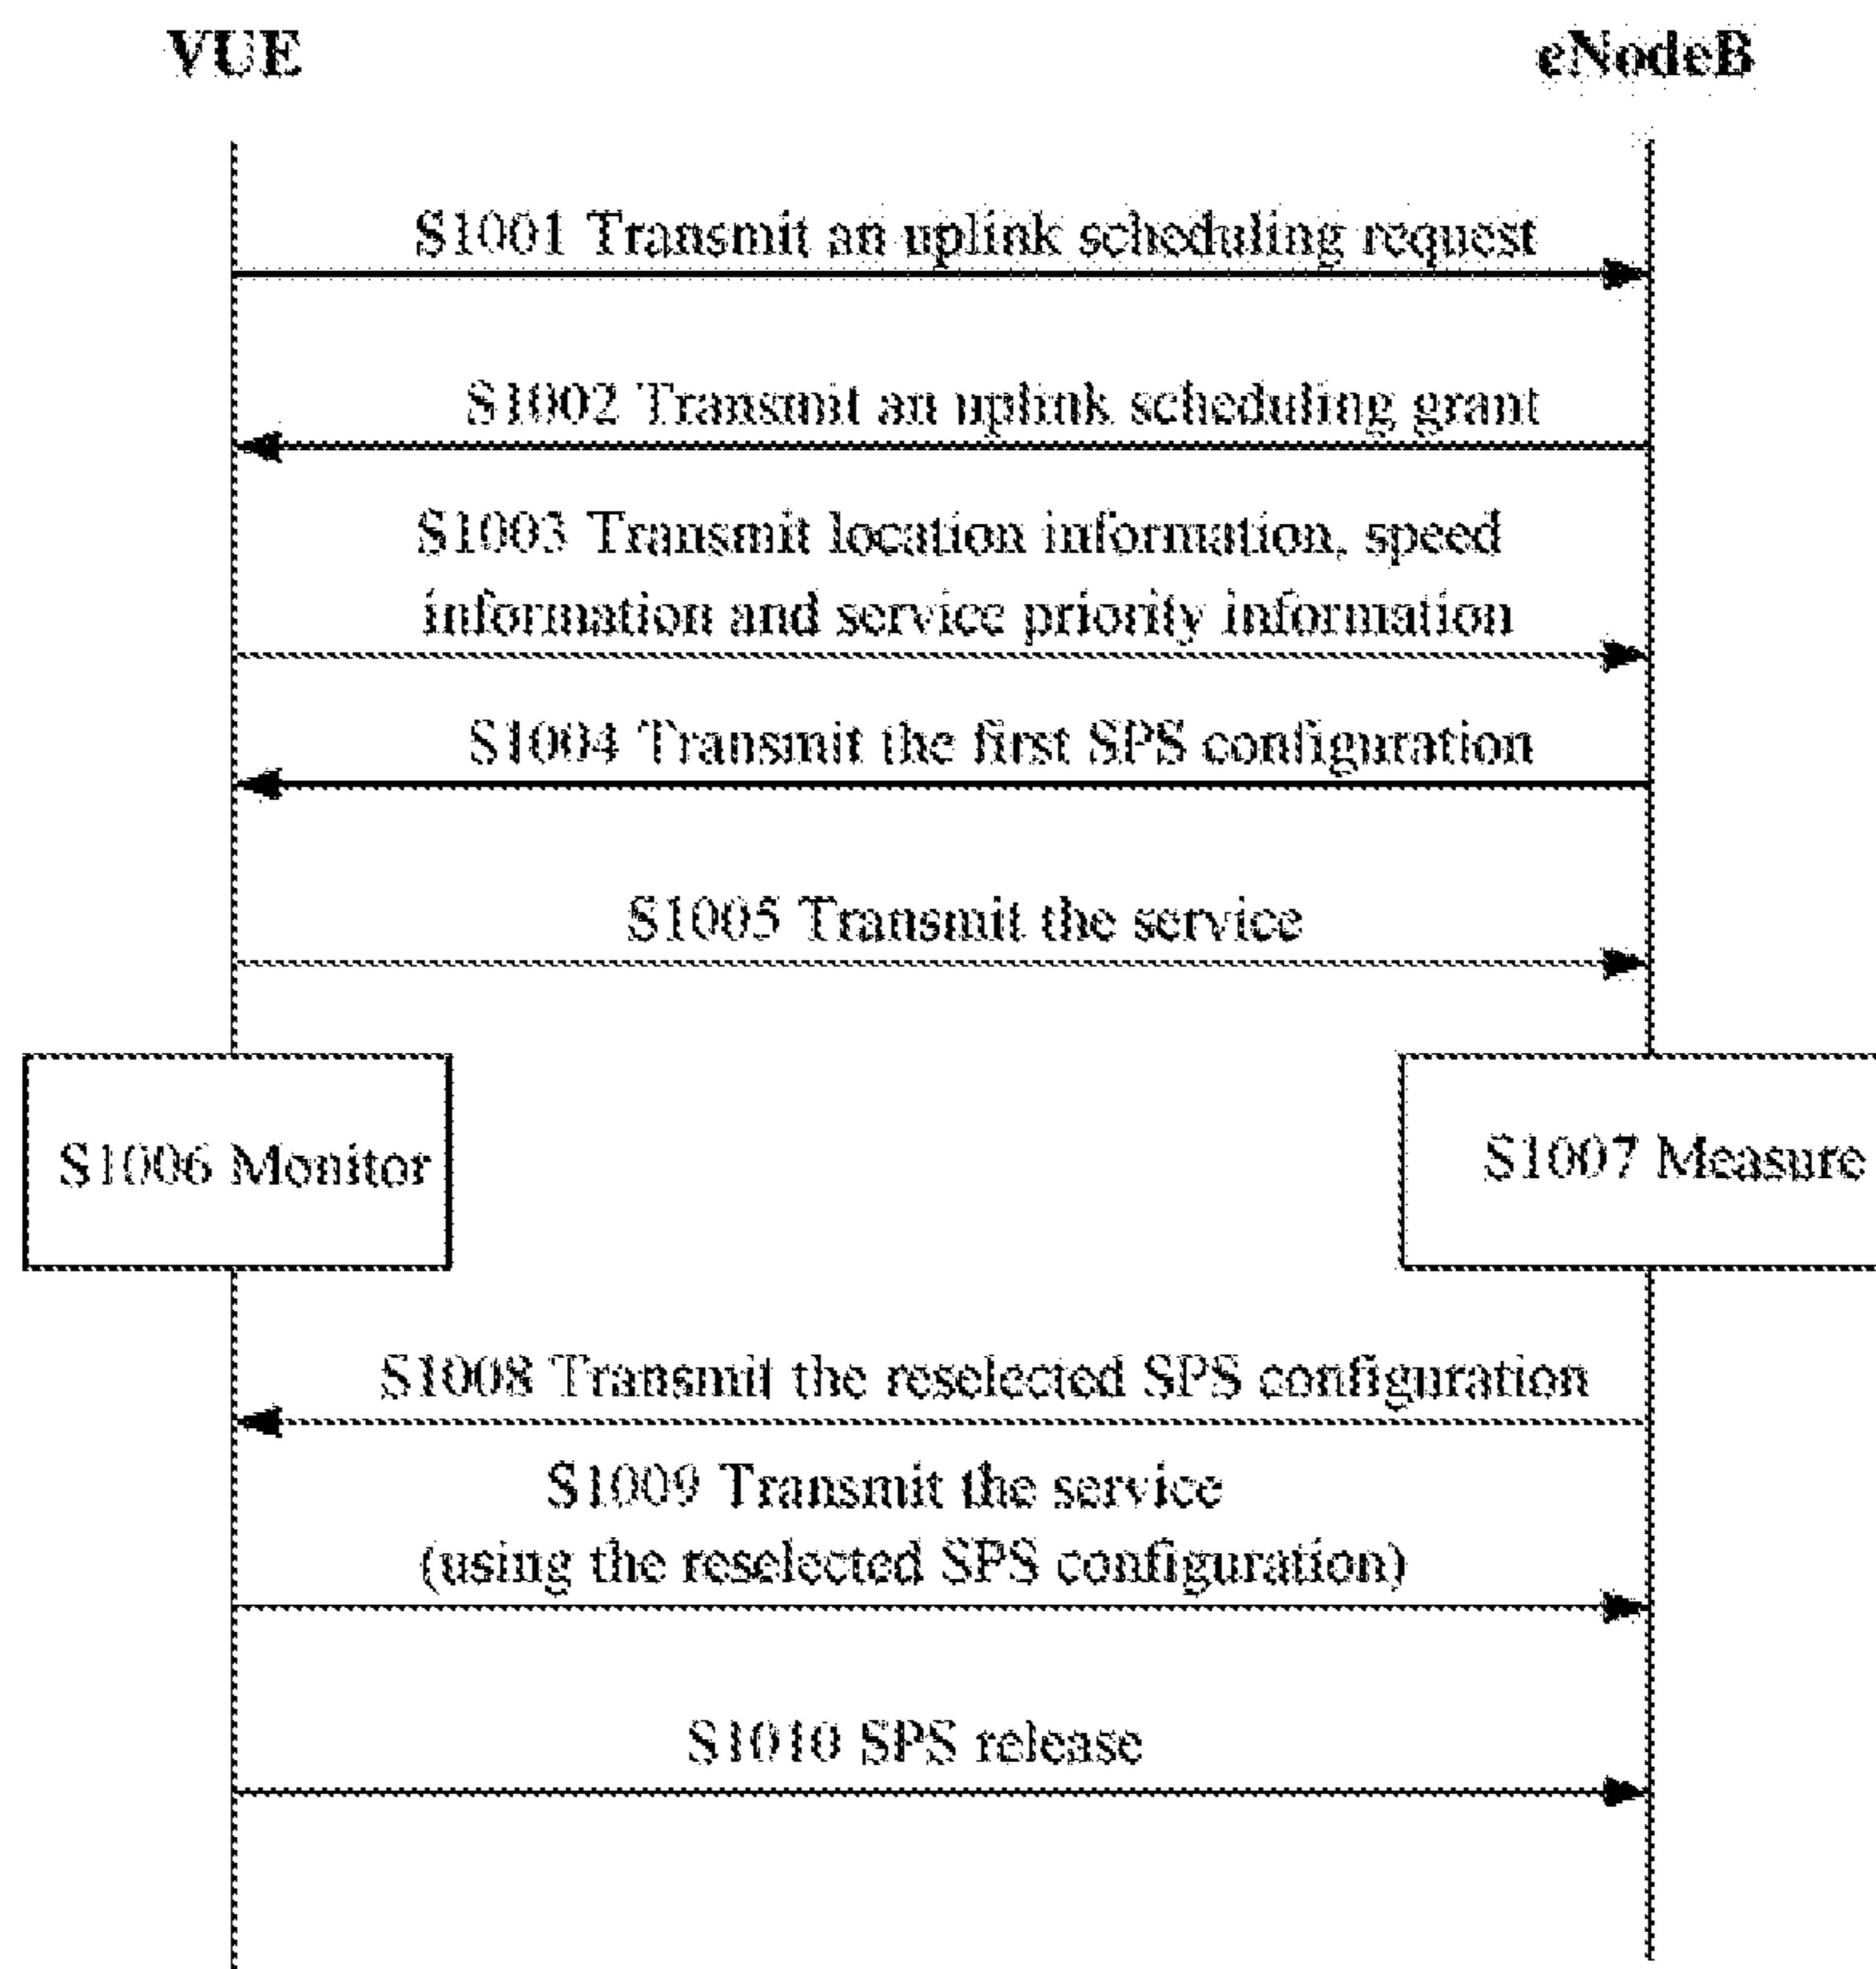 VUE
eNodeB
S1001 Transmit an uplink scheduling request
S1002 Transmit an uplink scheduling grant
S1003 Transmit location information, speed
information and service priority information
S1004 Transmit the first SPS configuration
S1005 Transmit the service
S1006 Monitor
S1007 Measure
S1008 Transmit the reselected SPS configuration
S1009 Transmit the service
(using the reselected SPS configuration)
S1010 SPS release